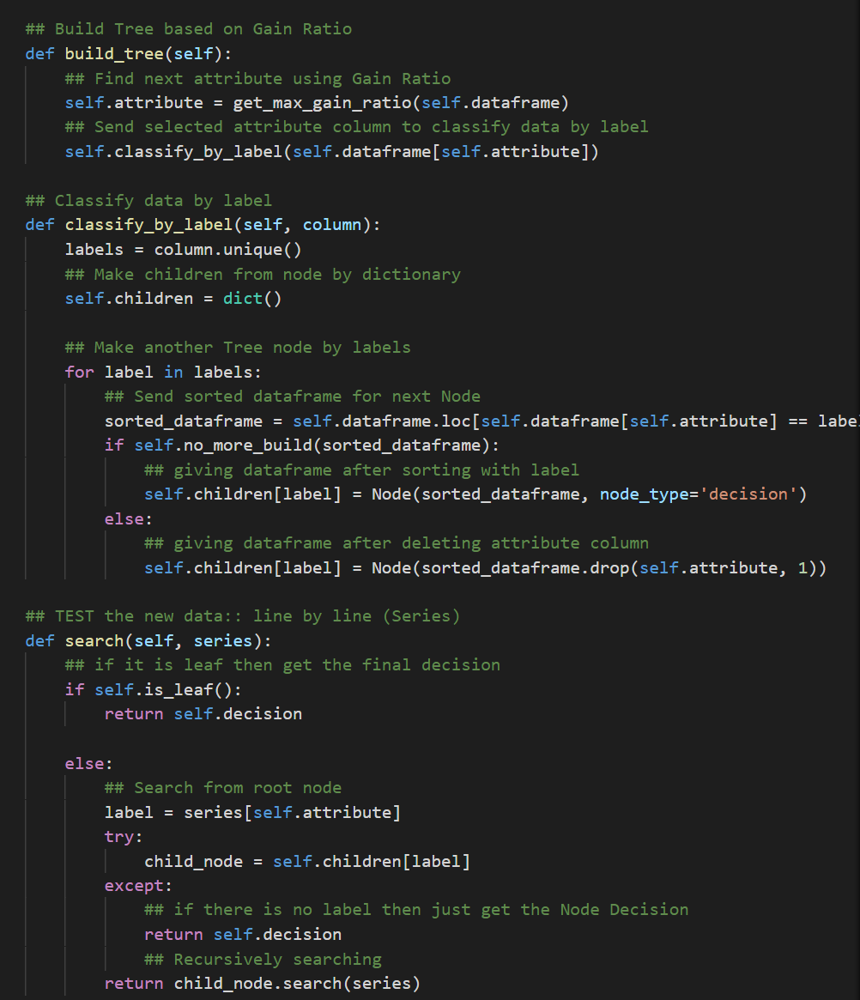 ## Build Tree based on Gain Ratio
def build_tree(self):
    ## Find next attribute using Gain Ratio
    self.attribute = get_max_gain_ratio(self.dataframe)
    ## Send selected attribute column to classify data by label
    self.classify_by_label(self.dataframe[self.attribute])

## Classify data by label
def classify_by_label(self, column):
    labels = column.unique()
    ## Make children from node by dictionary
    self.children = dict()

    ## Make another Tree node by labels
    for label in labels:
        ## Send sorted dataframe for next Node
        sorted_dataframe = self.dataframe.loc[self.dataframe[self.attribute] == labe
        if self.no_more_build(sorted_dataframe):
            ## giving dataframe after sorting with label
            self.children[label] = Node(sorted_dataframe, node_type='decision')
        else:
            ## giving dataframe after deleting attribute column
            self.children[label] = Node(sorted_dataframe.drop(self.attribute, 1))

## TEST the new data:: line by line (Series)
def search(self, series):
    ## if it is leaf then get the final decision
    if self.is_leaf():
        return self.decision

    else:
        ## Search from root node
        label = series[self.attribute]
        try:
            child_node = self.children[label]
        except:
            ## if there is no label then just get the Node Decision
            return self.decision
            ## Recursively searching
        return child_node.search(series)